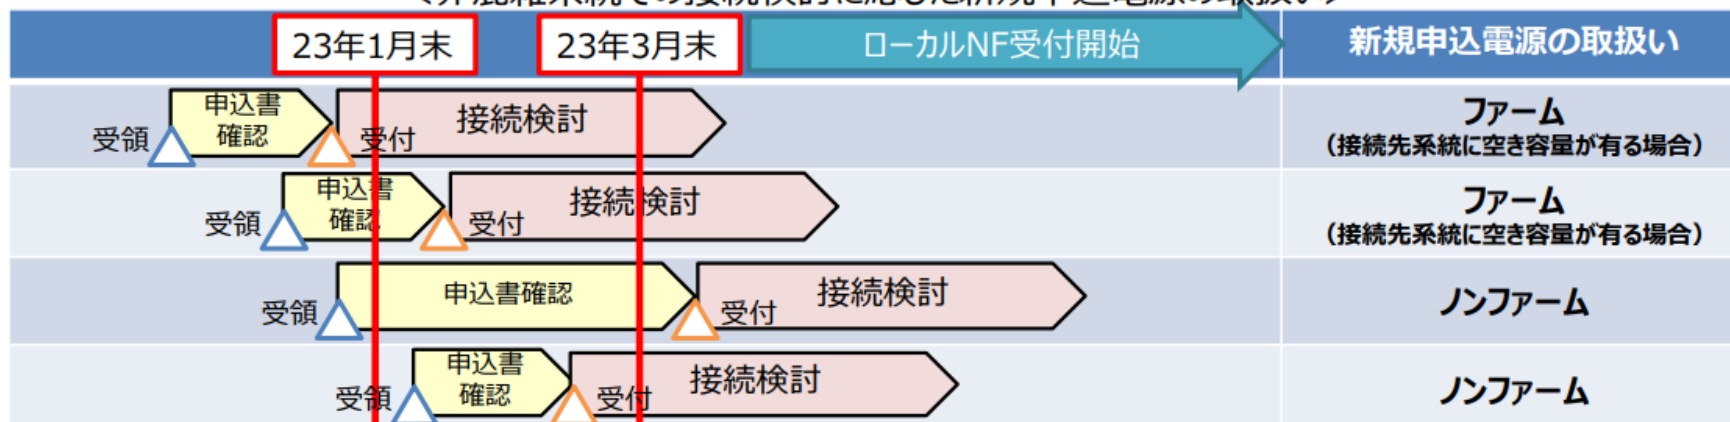 23年1月末
23年3月末
ローカルNF受付開始
新規申込電源の取扱い
受領
申込書
確認
受付
接続検討
ファーム
（接続先系統に空き容量が有る場合）
受領
申込書
確認
受付
接続検討
ファーム
（接続先系統に空き容量が有る場合）
受領
申込書確認
受付
接続検討
ノンファーム
受領
申込書
確認
受付
接続検討
ノンファーム